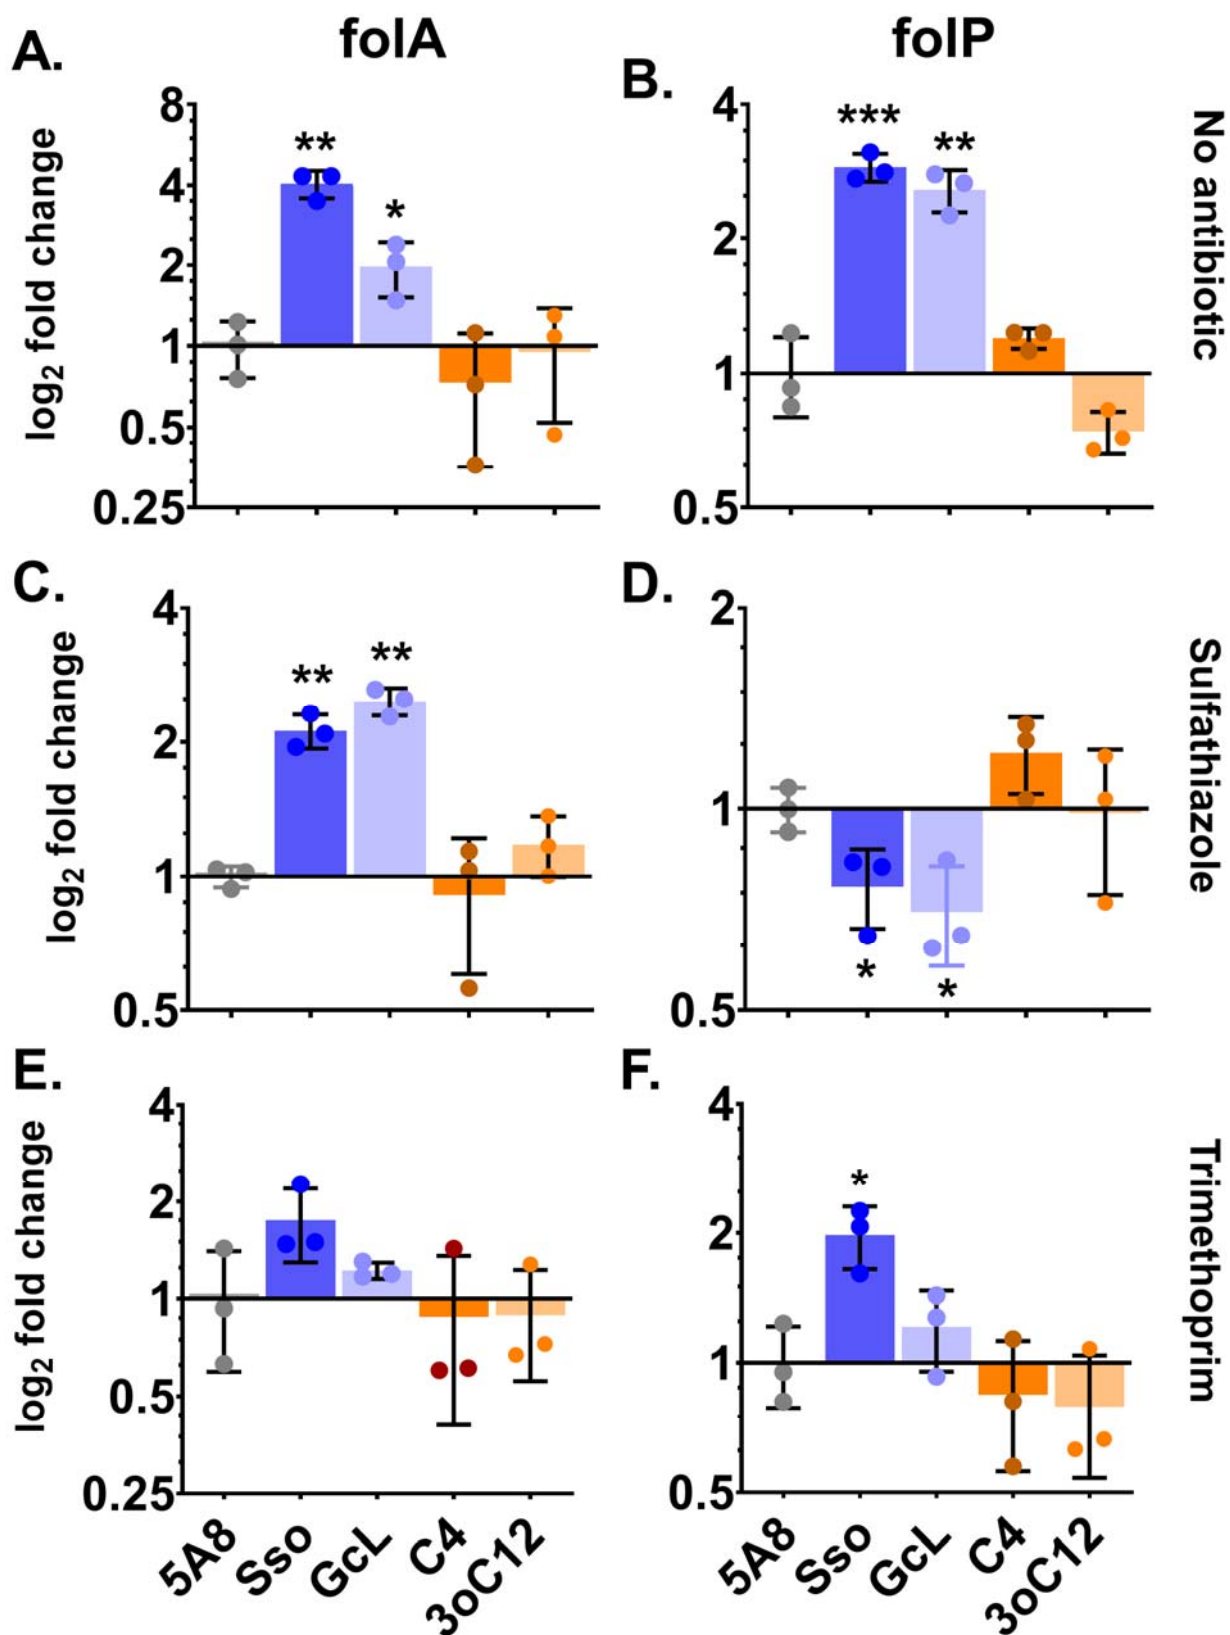 folA
folP
A.
log2 fold change
8
4
2
1
0.5
0.25
**
*
B.
4
2
1
0.5
***
**
No antibiotic
C.
log2 fold change
4
2
1
0.5
**
**
D.
2
1
0.5
*
*
Sulfathiazole
E.
log2 fold change
4
2
1
0.5
0.25
5A8
Sso
GcL
C4
3oC12
F.
4
2
1
0.5
*
5A8
Sso
GcL
C4
3oC12
Trimethoprim